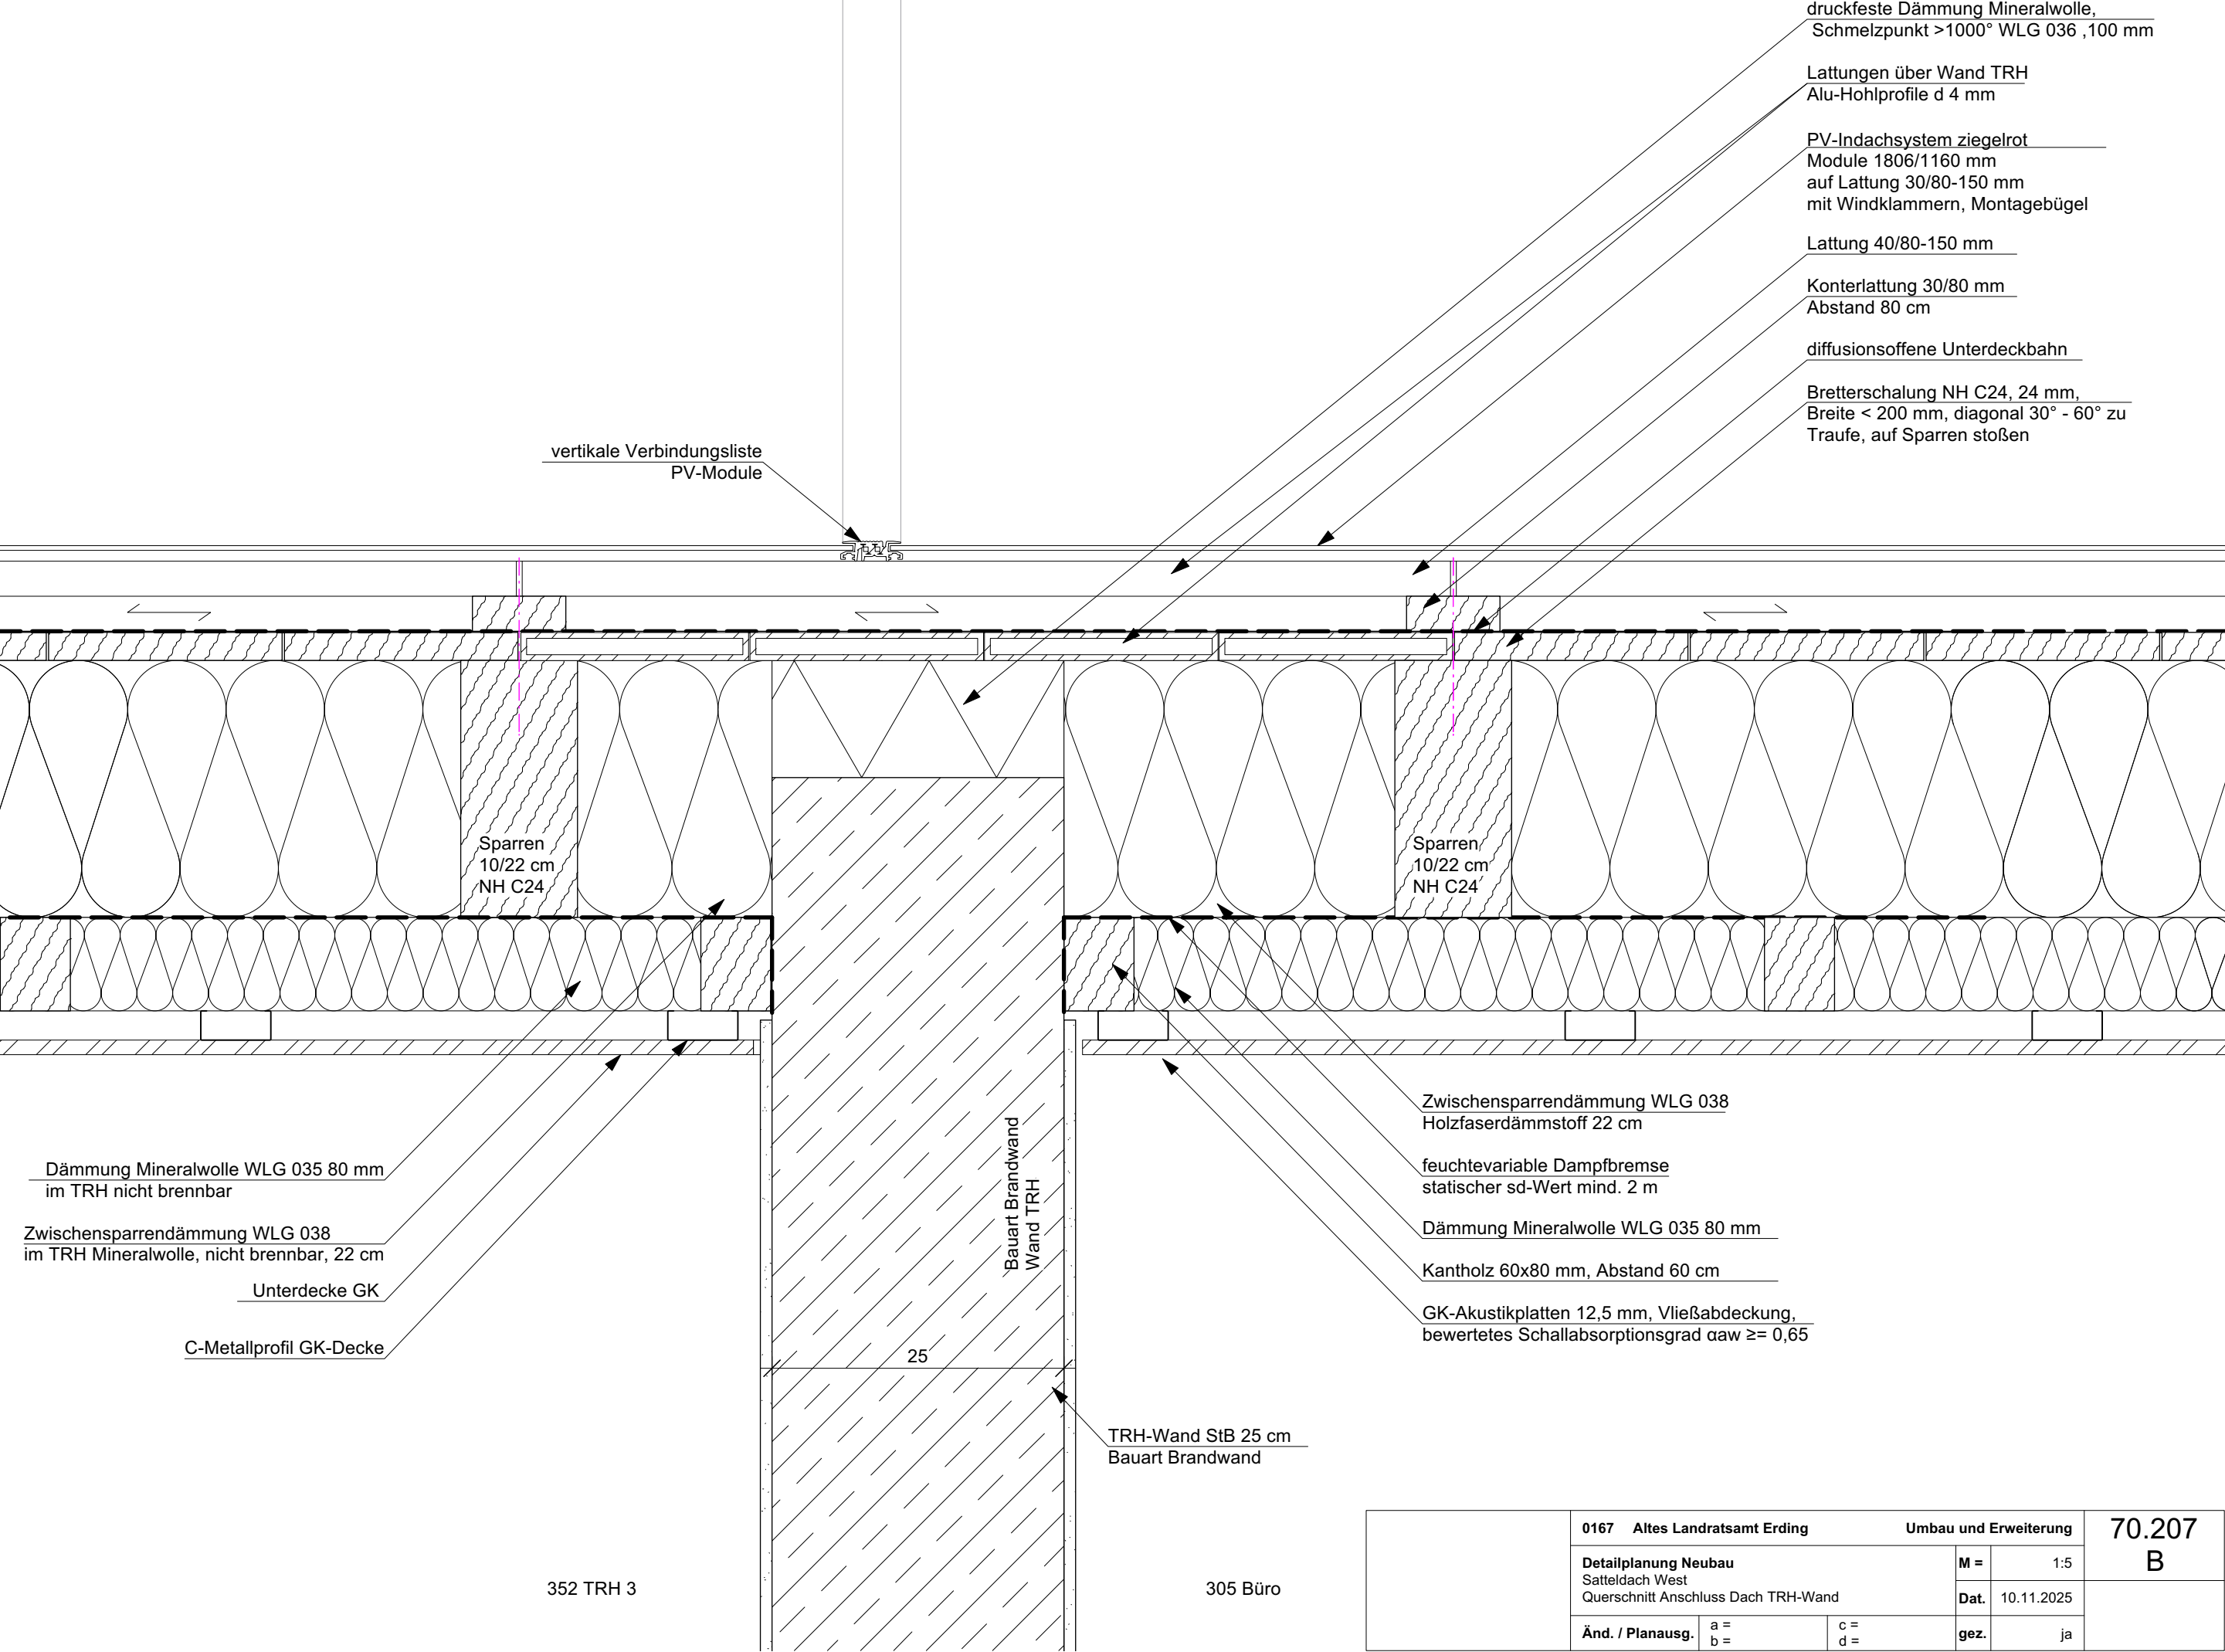 druckfeste Dämmung Mineralwolle,
Schmelzpunkt >1000° WLG 036 ,100 mm
Lattungen über Wand TRH
Alu-Hohlprofile d 4 mm
PV-Indachsystem ziegelrot
Module 1806/1160 mm
auf Lattung 30/80-150 mm
mit Windklammern, Montagebügel
Lattung 40/80-150 mm
Konterlattung 30/80 mm
Abstand 80 cm
diffusionsoffene Unterdeckbahn
Bretterschalung NH C24, 24 mm,
Breite < 200 mm, diagonal 30° - 60° zu
Traufe, auf Sparren stoßen
vertikale Verbindungsliste
PV-Module
Sparren
10/22 cm
NH C24
Sparren
10/22 cm
NH C24
Dämmung Mineralwolle WLG 035 80 mm
im TRH nicht brennbar
Zwischensparrendämmung WLG 038
im TRH Mineralwolle, nicht brennbar, 22 cm
Unterdecke GK
C-Metallprofil GK-Decke
Bauart Brandwand
Wand TRH
25
Zwischensparrendämmung WLG 038
Holzfaserdämmstoff 22 cm
feuchtevariable Dampfbremse
statischer sd-Wert mind. 2 m
Dämmung Mineralwolle WLG 035 80 mm
Kantholz 60x80 mm, Abstand 60 cm
GK-Akustikplatten 12,5 mm, Vließabdeckung,
bewertetes Schallabsorptionsgrad αaw ≥= 0,65
TRH-Wand StB 25 cm
Bauart Brandwand
352 TRH 3
305 Büro
0167 Altes Landratsamt Erding Umbau und Erweiterung
70.207
B
Detailplanung Neubau
Satteldach West
Querschnitt Anschluss Dach TRH-Wand
M = 1:5
Dat. 10.11.2025
Änd. / Planausg.
a =
b =
c =
d =
gez. ja